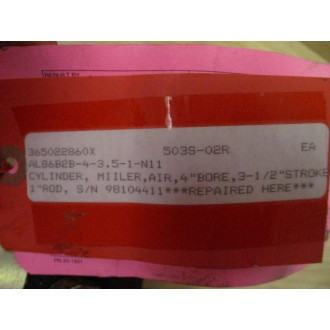 365022860X 503S-02R EA
AL86B2B-4-3.5-1-N11
CYLINDER, MIILER,AIR,4"BORE,3-1/2"STROKE
1"ROD, S/N 98104411***REPAIRED HERE***